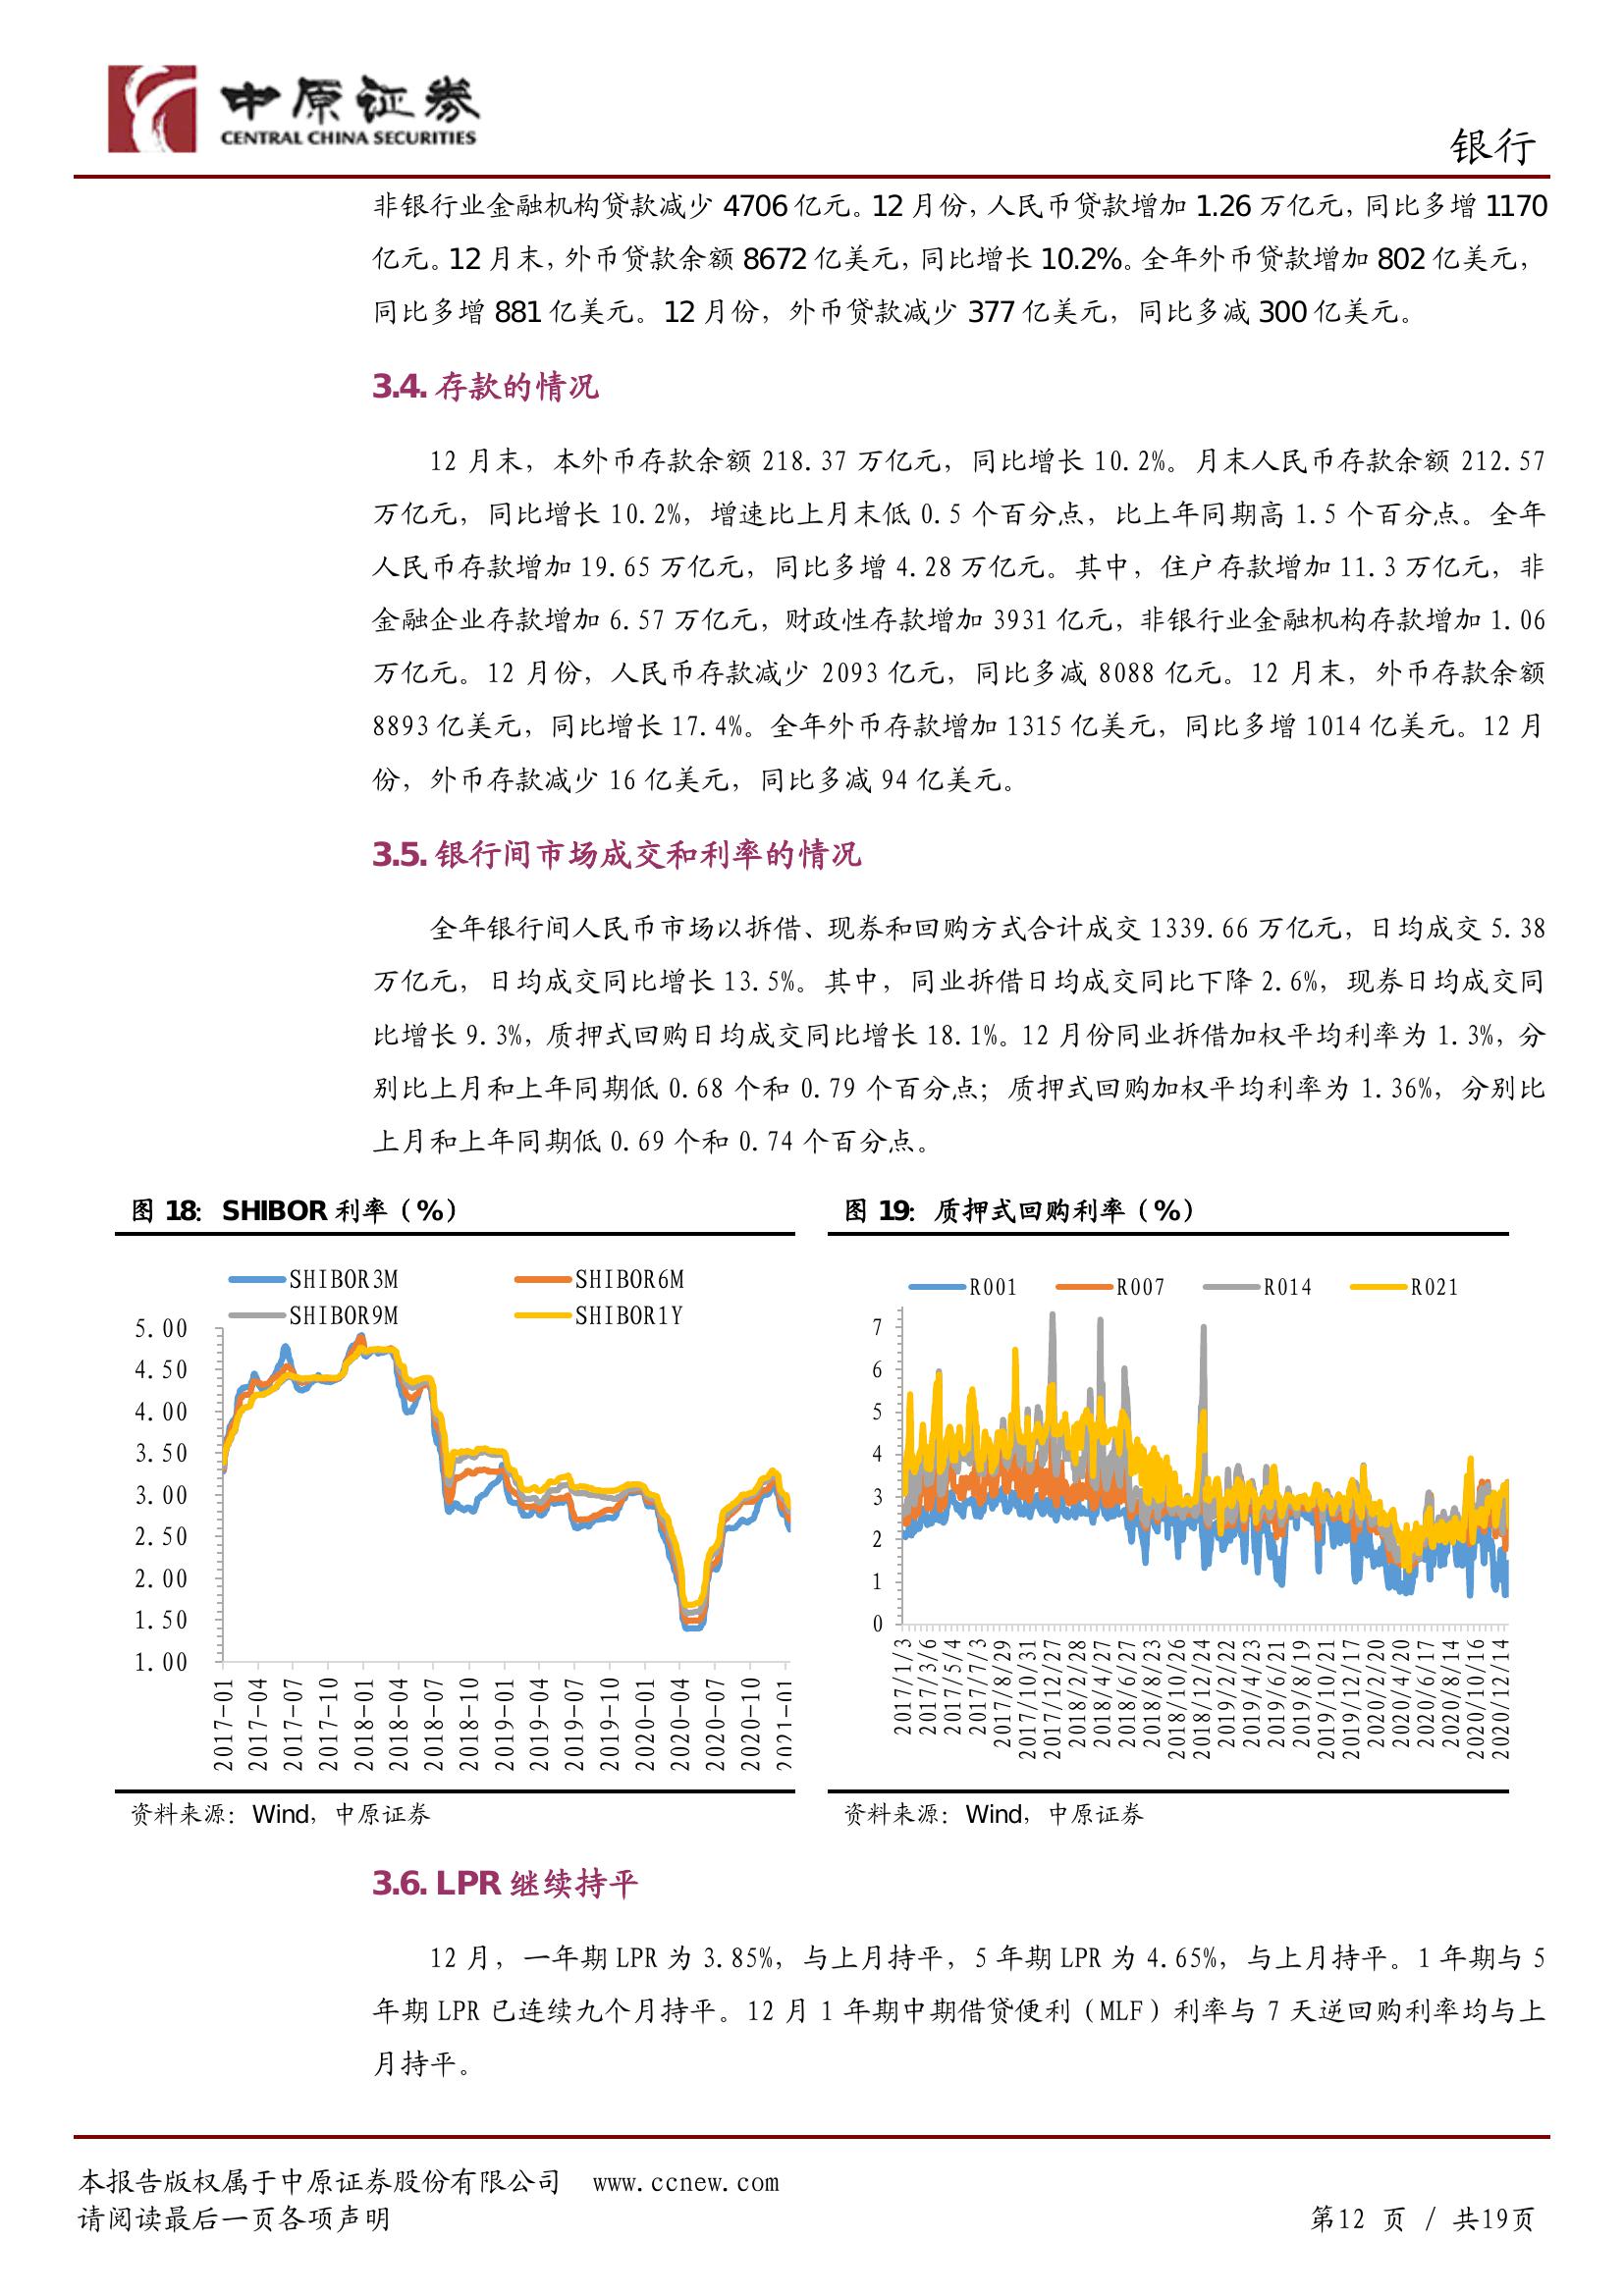 中原证券
CENTRAL CHINA SECURITIES
银行
非银行业金融机构贷款减少 4706 亿元。12 月份，人民币贷款增加 1.26 万亿元，同比多增 1170
亿元。12 月末，外币贷款余额 8672 亿美元，同比增长 10.2%。全年外币贷款增加 802 亿美元，
同比多增 881 亿美元。12 月份，外币贷款减少 377 亿美元，同比多减 300 亿美元。
3.4. 存款的情况
12 月末，本外币存款余额 218.37 万亿元，同比增长 10.2%。月末人民币存款余额 212.57
万亿元，同比增长 10.2%，增速比上月末低 0.5 个百分点，比上年同期高 1.5 个百分点。全年
人民币存款增加 19.65 万亿元，同比多增 4.28 万亿元。其中，住户存款增加 11.3 万亿元，非
金融企业存款增加 6.57 万亿元，财政性存款增加 3931 亿元，非银行业金融机构存款增加 1.06
万亿元。12 月份，人民币存款减少 2093 亿元，同比多减 8088 亿元。12 月末，外币存款余额
8893 亿美元，同比增长 17.4%。全年外币存款增加 1315 亿美元，同比多增 1014 亿美元。12 月
份，外币存款减少 16 亿美元，同比多减 94 亿美元。
3.5. 银行间市场成交和利率的情况
全年银行间人民币市场以拆借、现券和回购方式合计成交 1339.66 万亿元，日均成交 5.38
万亿元，日均成交同比增长 13.5%。其中，同业拆借日均成交同比下降 2.6%，现券日均成交同
比增长 9.3%，质押式回购日均成交同比增长 18.1%。12 月份同业拆借加权平均利率为 1.3%，分
别比上月和上年同期低 0.68 个和 0.79 个百分点；质押式回购加权平均利率为 1.36%，分别比
上月和上年同期低 0.69 个和 0.74 个百分点。
图 18：SHIBOR 利率（%）
SHIBOR3M SHIBOR6M
SHIBOR9M SHIBOR1Y
5.00
4.50
4.00
3.50
3.00
2.50
2.00
1.50
1.00
2017-01 2017-04 2017-07 2017-10 2018-01 2018-04 2018-07 2018-10 2019-01 2019-04 2019-07 2019-10 2020-01 2020-04 2020-07 2020-10 2021-01
资料来源：Wind，中原证券
图 19：质押式回购利率（%）
R001 R007 R014 R021
7
6
5
4
3
2
1
0
2017/1/3 2017/3/6 2017/5/4 2017/7/3 2017/8/29 2017/10/31 2017/12/27 2018/2/28 2018/4/27 2018/6/27 2018/8/23 2018/10/26 2018/12/24 2019/2/22 2019/4/23 2019/6/21 2019/8/19 2019/10/21 2019/12/17 2020/2/20 2020/4/20 2020/6/17 2020/8/14 2020/10/16 2020/12/14
资料来源：Wind，中原证券
3.6. LPR 继续持平
12 月，一年期 LPR 为 3.85%，与上月持平，5 年期 LPR 为 4.65%，与上月持平。1 年期与 5
年期 LPR 已连续九个月持平。12 月 1 年期中期借贷便利（MLF）利率与 7 天逆回购利率均与上
月持平。
本报告版权属于中原证券股份有限公司 www.ccnew.com
请阅读最后一页各项声明
第12 页 / 共19页